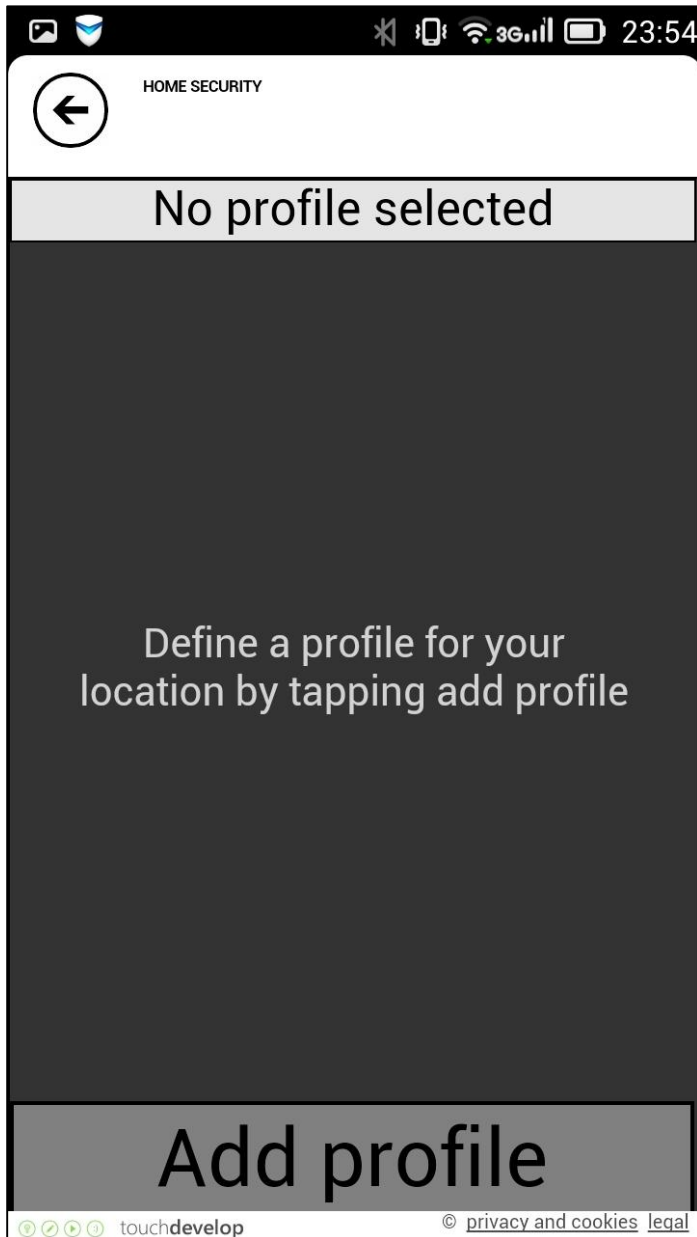 3G 23:54
HOME SECURITY
No profile selected
Define a profile for your
location by tapping add profile
Add profile
touchdevelop © privacy and cookies legal